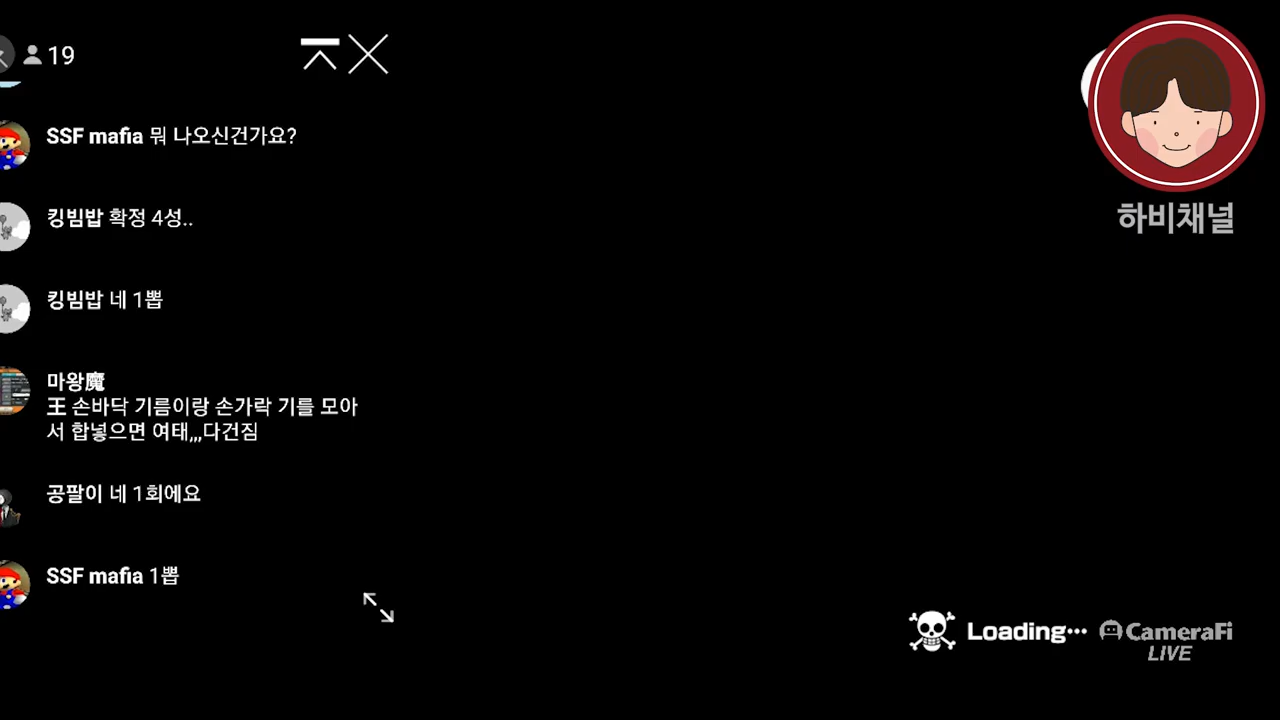 19
SSF mafia 뭐 나오신건가요?
킹빔밥 확정 4성..
킹빔밥 네 1뽑
마왕魔
王 손바닥 기름이랑 손가락 기를 모아
서 합넣으면 여태,,,다건짐
공팔이 네 1회에요
SSF mafia 1뽑
하비채널
Loading···
CameraFi
LIVE